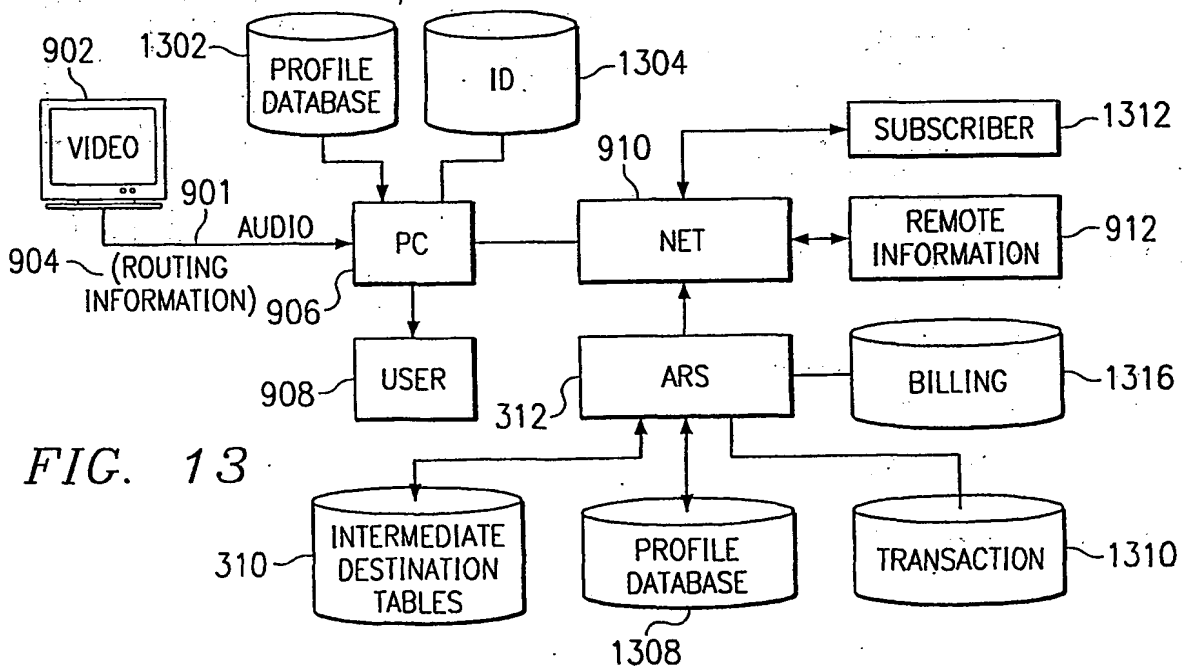 902
1302
PROFILE
DATABASE
ID
1304
VIDEO
901
AUDIO
904
(ROUTING
INFORMATION)
PC
906
910
NET
SUBSCRIBER
1312
REMOTE
INFORMATION
912
USER
908
ARS
312
BILLING
1316
FIG. 13
INTERMEDIATE
DESTINATION
TABLES
310
PROFILE
DATABASE
1308
TRANSACTION
1310